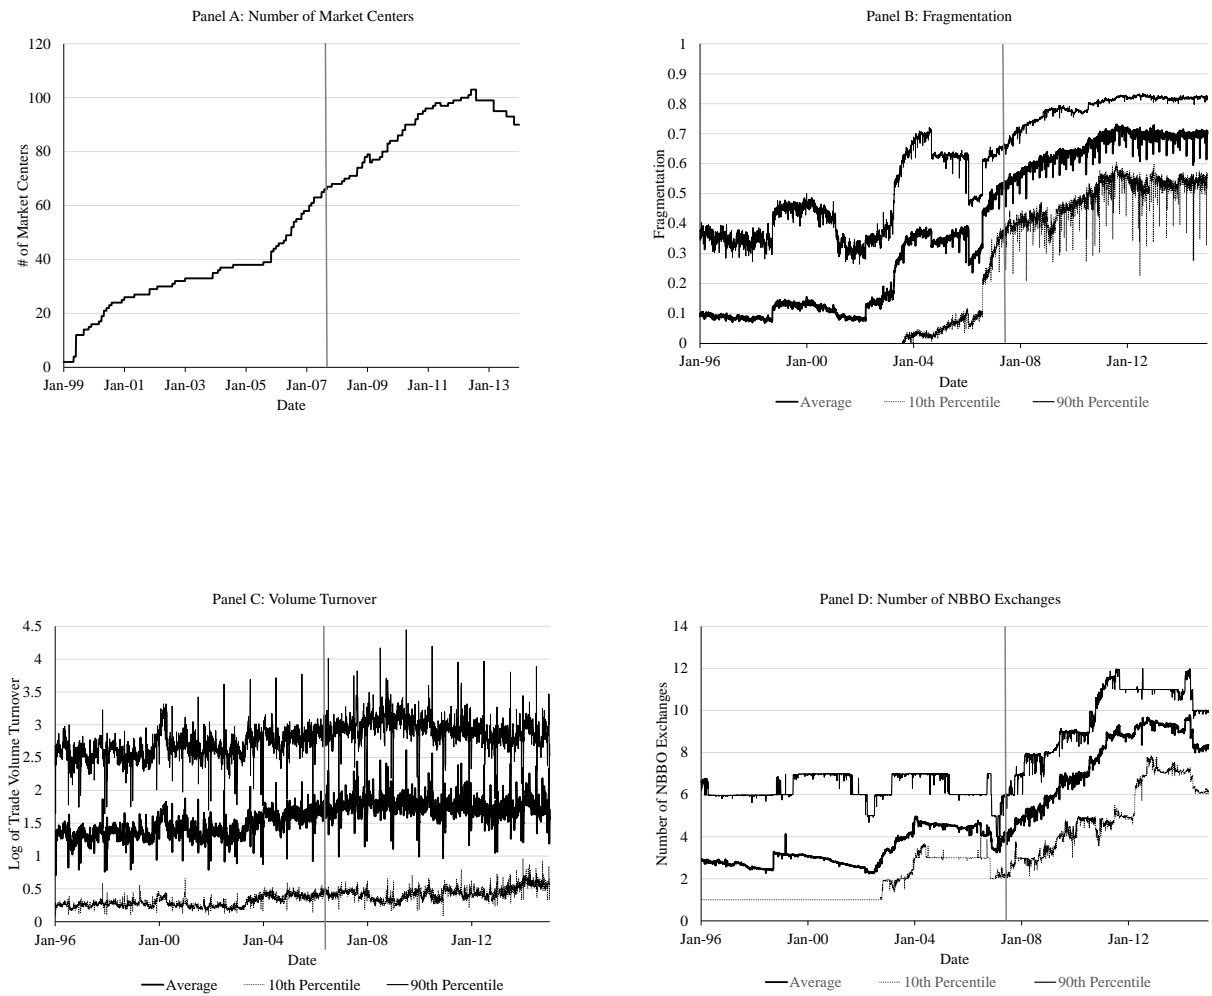 Panel A: Number of Market Centers
120
100
80
60
40
20
0
# of Market Centers
Jan-99 Jan-01 Jan-03 Jan-05 Jan-07 Jan-09 Jan-11 Jan-13
Date
Panel B: Fragmentation
1
0.9
0.8
0.7
0.6
0.5
0.4
0.3
0.2
0.1
0
Fragmentation
Jan-96 Jan-00 Jan-04 Jan-08 Jan-12
Date
Average 10th Percentile 90th Percentile
Panel C: Volume Turnover
4.5
4
3.5
3
2.5
2
1.5
1
0.5
0
Log of Trade Volume Turnover
Jan-96 Jan-00 Jan-04 Jan-08 Jan-12
Date
Average 10th Percentile 90th Percentile
Panel D: Number of NBBO Exchanges
14
12
10
8
6
4
2
0
Number of NBBO Exchanges
Jan-96 Jan-00 Jan-04 Jan-08 Jan-12
Date
Average 10th Percentile 90th Percentile